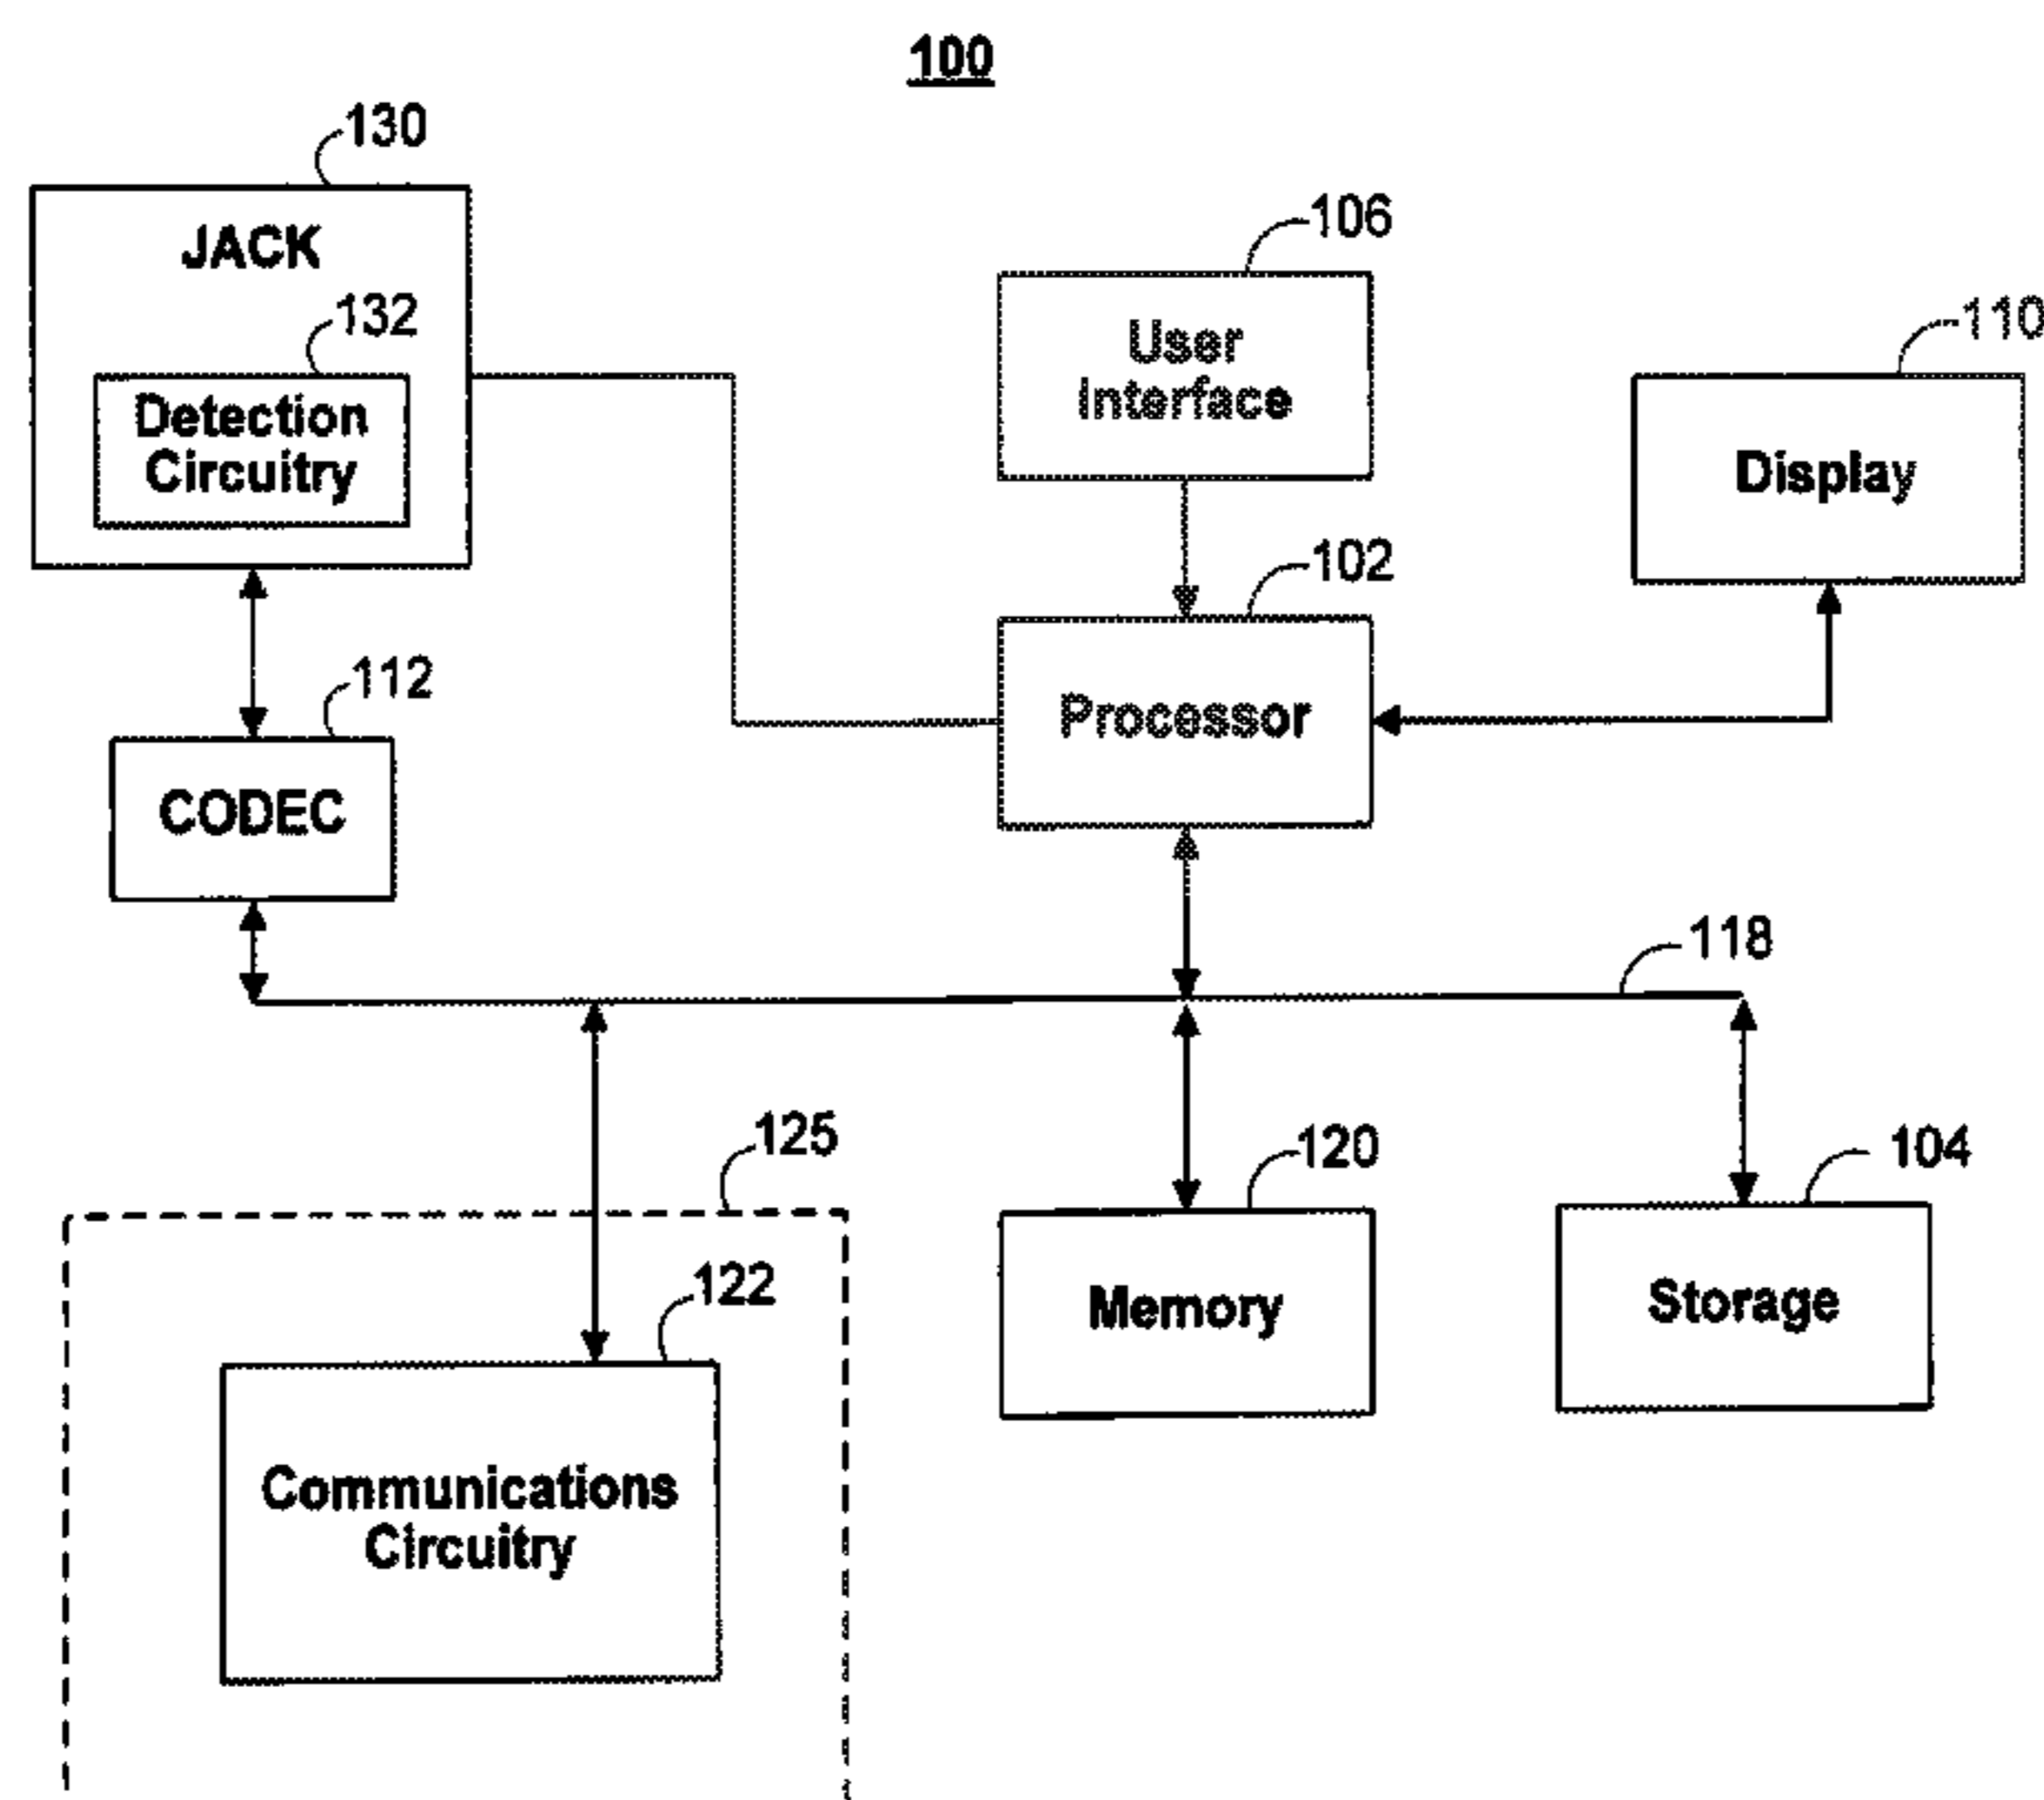 100
130
JACK
132
Detection
Circuitry
106
User
Interface
110
Display
102
Processor
112
CODEC
118
125
122
Communications
Circuitry
120
Memory
104
Storage